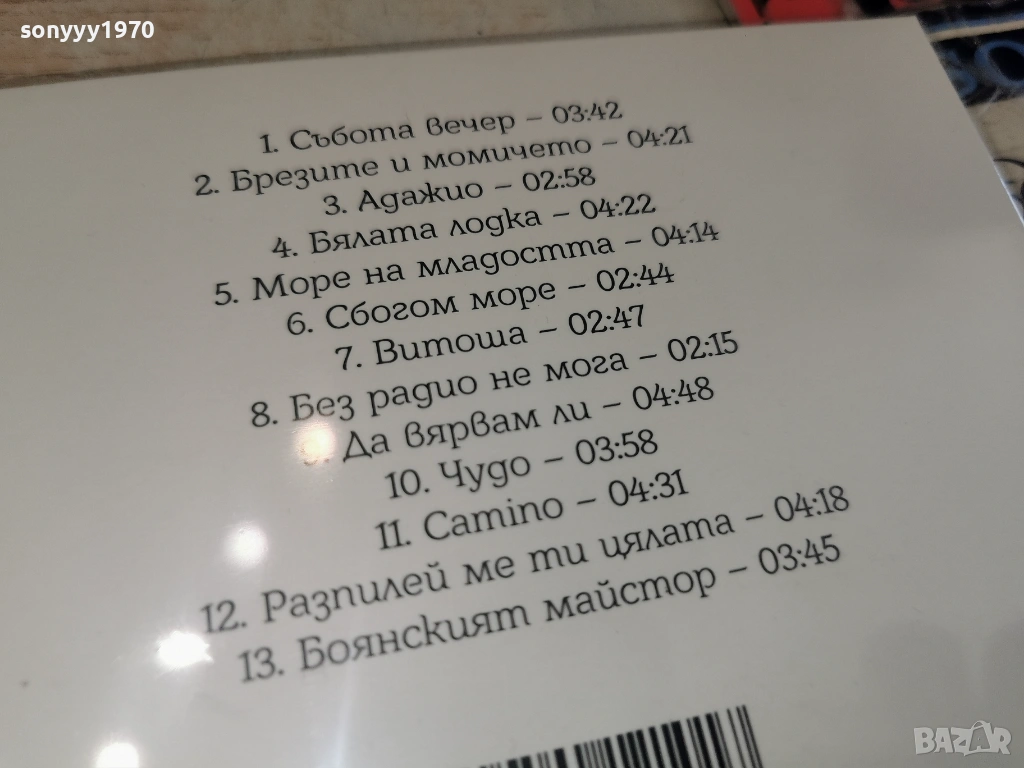 sonyyy1970
1. Събота вечер – 03:42
2. Брезите и момичето – 04:21
3. Адажио – 02:58
4. Бялата лодка – 04:22
5. Море на младостта – 04:14
6. Сбогом море – 02:44
7. Витоша – 02:47
8. Без радио не мога – 02:15
Да вярвам ли – 04:48
10. Чудо – 03:58
11. Camino – 04:31
12. Разпилей ме ти цялата – 04:18
13. Боянският майстор – 03:45
BAZAR